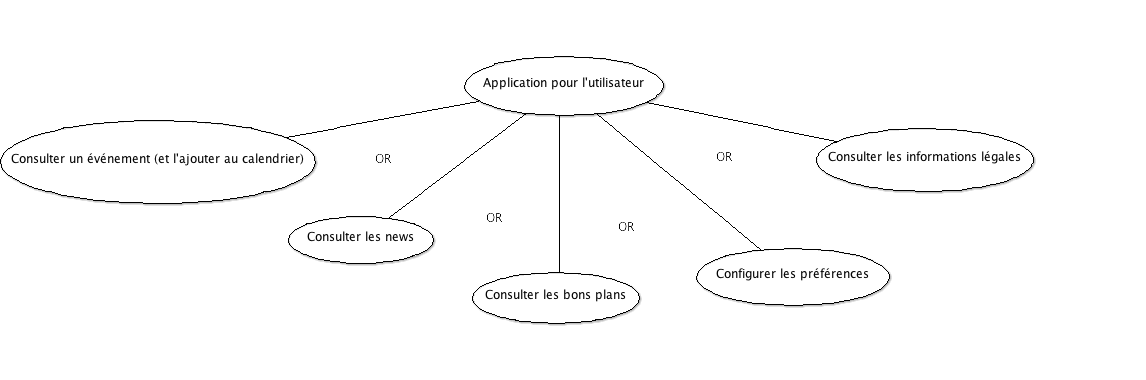 Application pour l'utilisateur
Consulter un événement (et l'ajouter au calendrier)
OR
OR
Consulter les informations légales
Consulter les news
OR
OR
Configurer les préférences
Consulter les bons plans